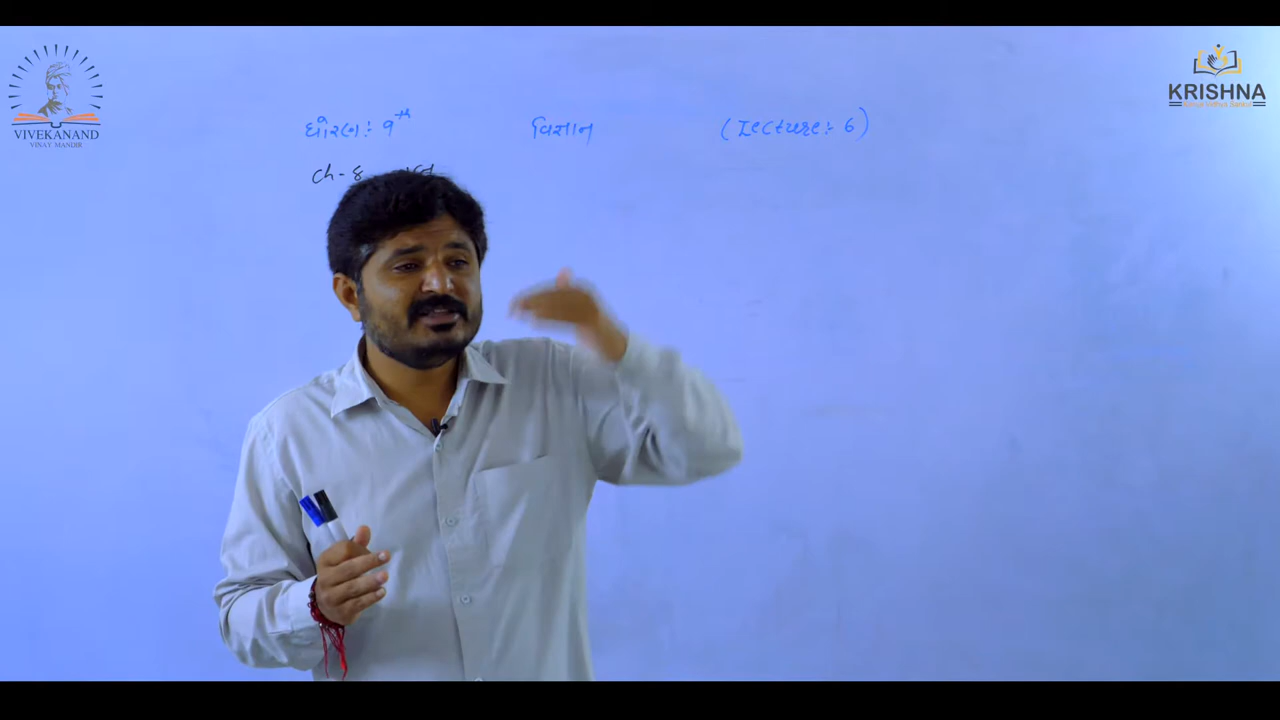 VIVEKANAND
VINAY MANDIR
KRISHNA
ધોરણ:- 9th વિજ્ઞાન (Lecture:- 6)
ch-8